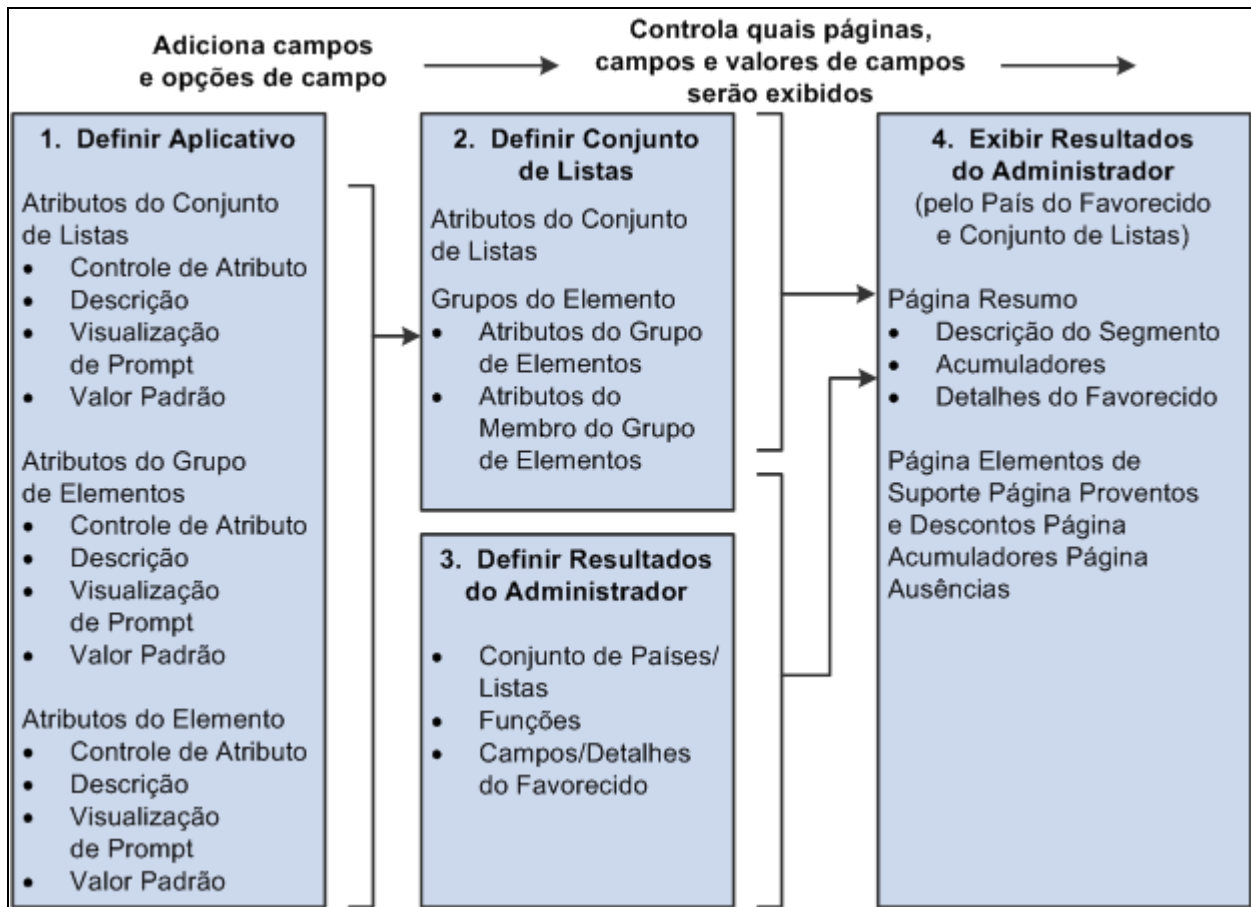 Adiciona campos
e opções de campo
Controla quais páginas,
campos e valores de campos
serão exibidos
1. Definir Aplicativo
Atributos do Conjunto
de Listas
• Controle de Atributo
• Descrição
• Visualização
de Prompt
• Valor Padrão
Atributos do Grupo
de Elementos
• Controle de Atributo
• Descrição
• Visualização
de Prompt
• Valor Padrão
Atributos do Elemento
• Controle de Atributo
• Descrição
• Visualização
de Prompt
• Valor Padrão
2. Definir Conjunto
de Listas
Atributos do Conjunto
de Listas
Grupos do Elemento
• Atributos do Grupo
de Elementos
• Atributos do
Membro do Grupo
de Elementos
3. Definir Resultados
do Administrador
• Conjunto de Países/
Listas
• Funções
• Campos/Detalhes
do Favorecido
4. Exibir Resultados
do Administrador
(pelo País do Favorecido
e Conjunto de Listas)
Página Resumo
• Descrição do Segmento
• Acumuladores
• Detalhes do Favorecido
Página Elementos de
Suporte Página Proventos
e Descontos Página
Acumuladores Página
Ausências